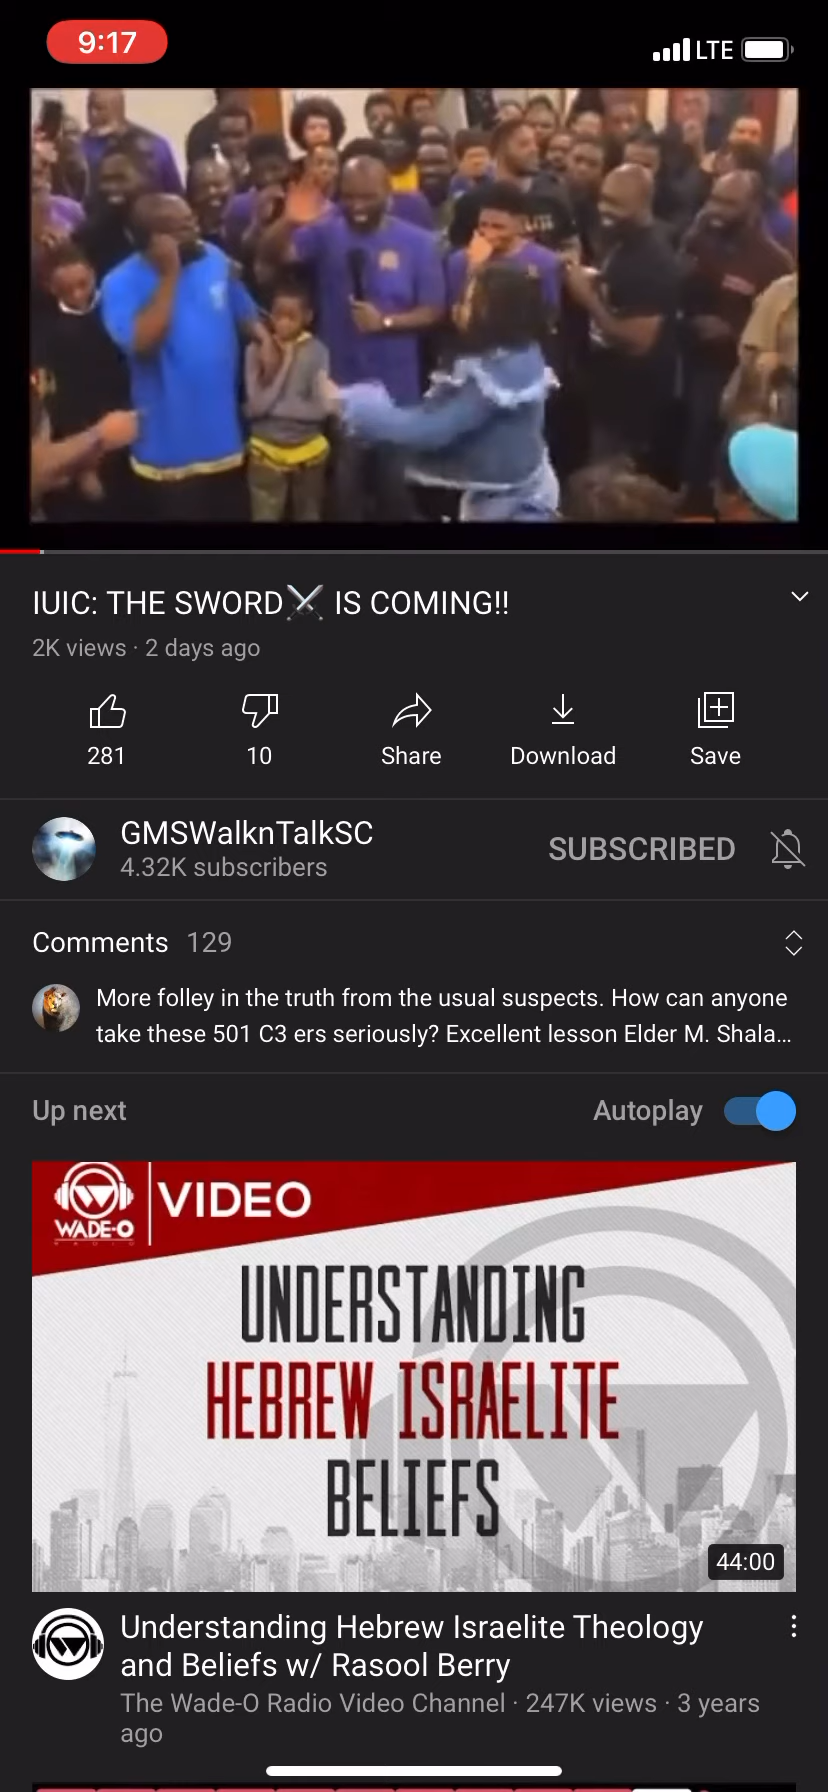 9:17
LTE
IUIC: THE SWORD⚔️ IS COMING!!
2K views · 2 days ago
281
10
Share
Download
Save
GMSWalknTalkSC
4.32K subscribers
SUBSCRIBED
Comments 129
More folley in the truth from the usual suspects. How can anyone
take these 501 C3 ers seriously? Excellent lesson Elder M. Shala...
Up next
Autoplay
WADE-O
RADIO
VIDEO
UNDERSTANDING
HEBREW ISRAELITE
BELIEFS
44:00
Understanding Hebrew Israelite Theology
and Beliefs w/ Rasool Berry
The Wade-O Radio Video Channel · 247K views · 3 years
ago